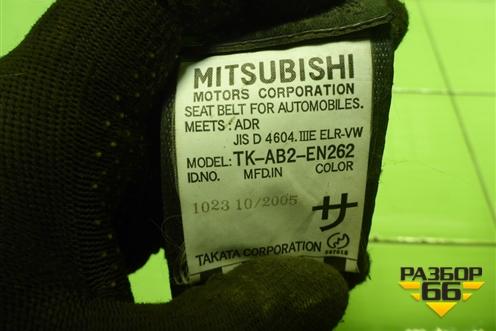 MITSUBISHI
MOTORS CORPORATION
SEAT BELT FOR AUTOMOBILES.
MEETS: ADR
JIS D 4604.IIIE ELR-VW
MODEL: TK-AB2-EN262
ID.NO. MFD.IN COLOR
1023 10/2005
サ
TAKATA CORPORATION
РАЗБОР
66